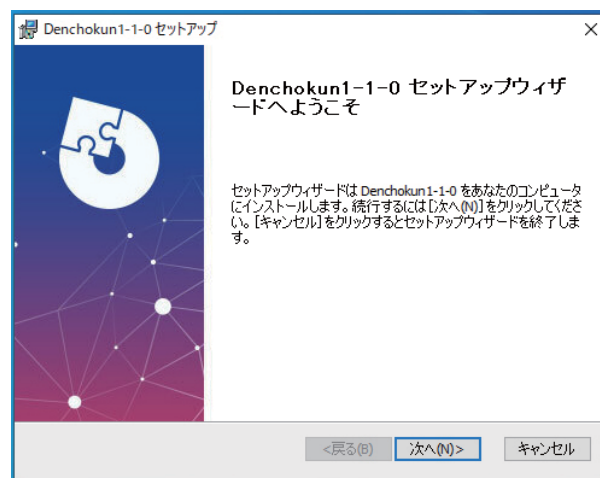 Denchokun1-1-0 セットアップ
Denchokun1-1-0 セットアップウィザ
ードへようこそ
セットアップウィザードは Denchokun1-1-0 をあなたのコンピュータ
にインストールします。続行するには[次へ(N)]をクリックしてくださ
い。[キャンセル]をクリックするとセットアップウィザードを終了しま
す。
<戻る(B) 次へ(N)> キャンセル